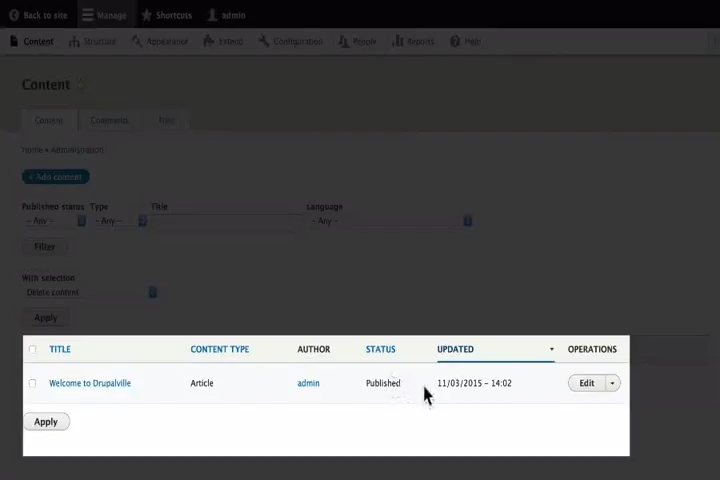 Back to site Manage Shortcuts admin
Content Structure Appearance Extend Configuration People Reports Help
Content
Content Comments Files
Home » Administration
+ Add content
Published status Type Title Language
- Any - - Any - - Any -
Filter
With selection
Delete content
Apply
TITLE CONTENT TYPE AUTHOR STATUS UPDATED OPERATIONS
Welcome to Drupalville Article admin Published 11/03/2015 - 14:02 Edit
Apply